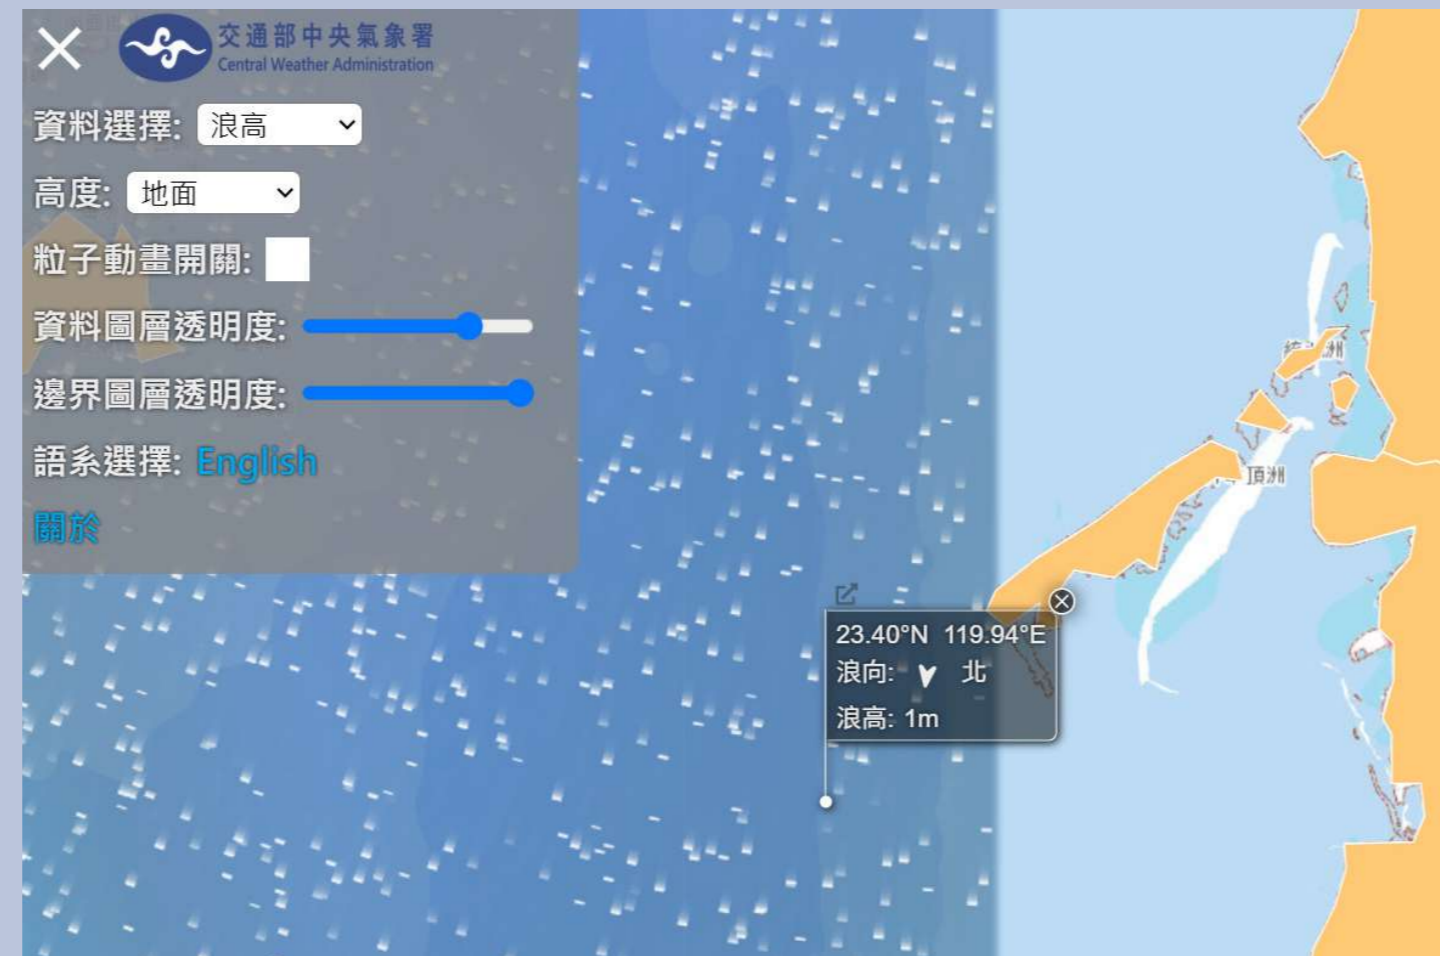 交通部中央氣象署
Central Weather Administration
資料選擇: 浪高
高度: 地面
粒子動畫開關:
資料圖層透明度:
邊界圖層透明度:
語系選擇: English
關於
頂洲
23.40°N 119.94°E
浪向: 北
浪高: 1m